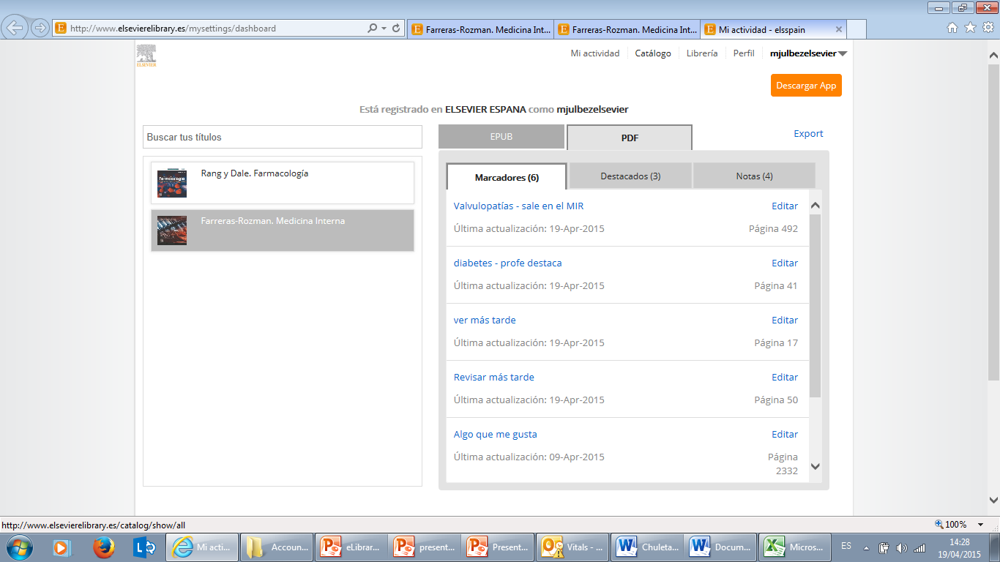 http://www.elsevierelibrary.es/mysettings/dashboard
Farreras-Rozman. Medicina Int...
Farreras-Rozman. Medicina Int...
Mi actividad - elsspain
ELSEVIER
Mi actividad
Catálogo
Librería
Perfil
mjulbezelsevier
Descargar App
Está registrado en ELSEVIER ESPANA como mjulbezelsevier
Buscar tus títulos
EPUB
PDF
Export
Farmacología
Rang y Dale. Farmacología
Farreras-Rozman. Medicina Interna
Marcadores (6)
Destacados (3)
Notas (4)
Valvulopatías - sale en el MIR
Editar
Última actualización: 19-Apr-2015
Página 492
diabetes - profe destaca
Editar
Última actualización: 19-Apr-2015
Página 41
ver más tarde
Editar
Última actualización: 19-Apr-2015
Página 17
Revisar más tarde
Editar
Última actualización: 19-Apr-2015
Página 50
Algo que me gusta
Editar
Última actualización: 09-Apr-2015
Página
2332
http://www.elsevierelibrary.es/catalog/show/all
100%
Mi acti...
Accoun...
eLibrar...
present...
Present...
Vitals - ...
Chuleta...
Docum...
Micros...
ES
14:28
19/04/2015